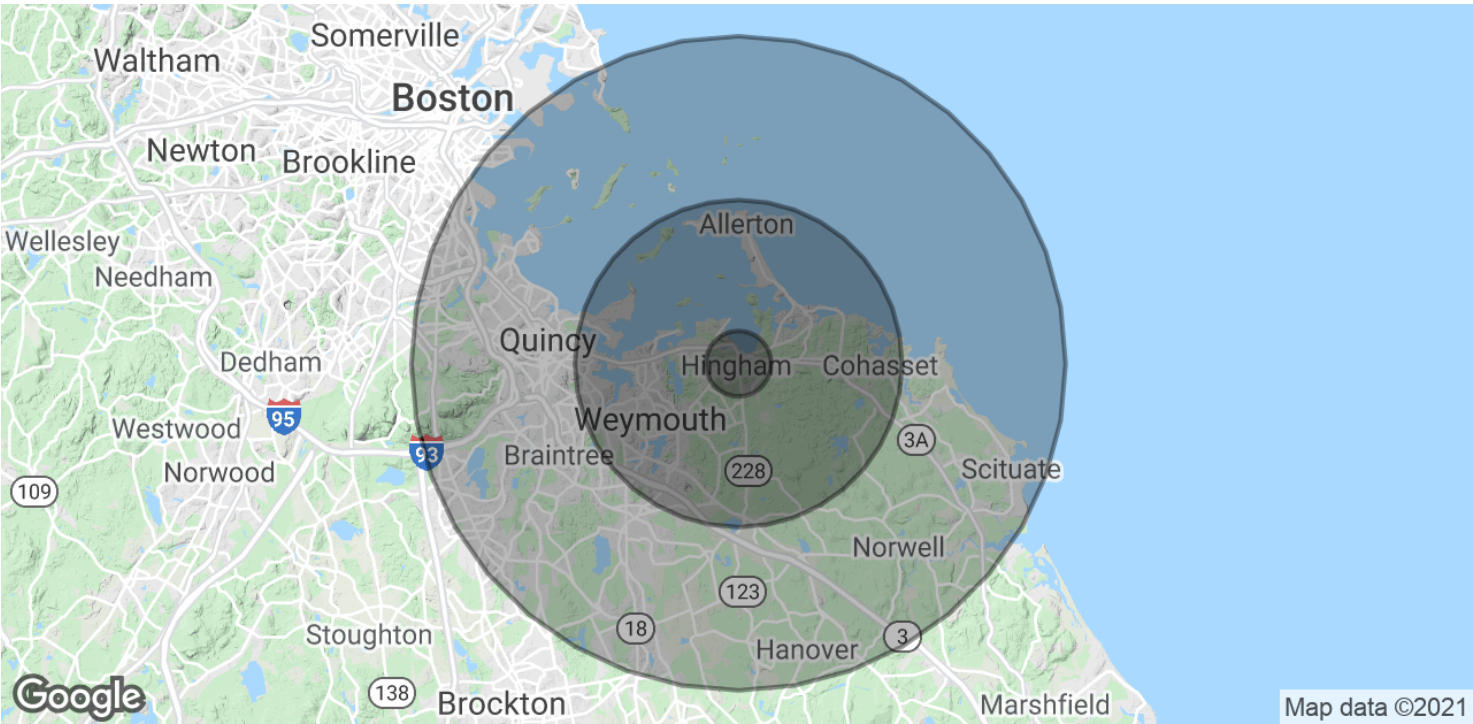 Somerville
Waltham
Boston
Newton
Brookline
Allerton
Wellesley
Needham
Quincy
Dedham
Hingham
Cohasset
95
Westwood
Weymouth
3A
93
Braintree
Norwood
228
Scituate
109
Norwell
123
18
3
Stoughton
Hanover
Google
138
Brockton
Marshfield
Map data ©2021